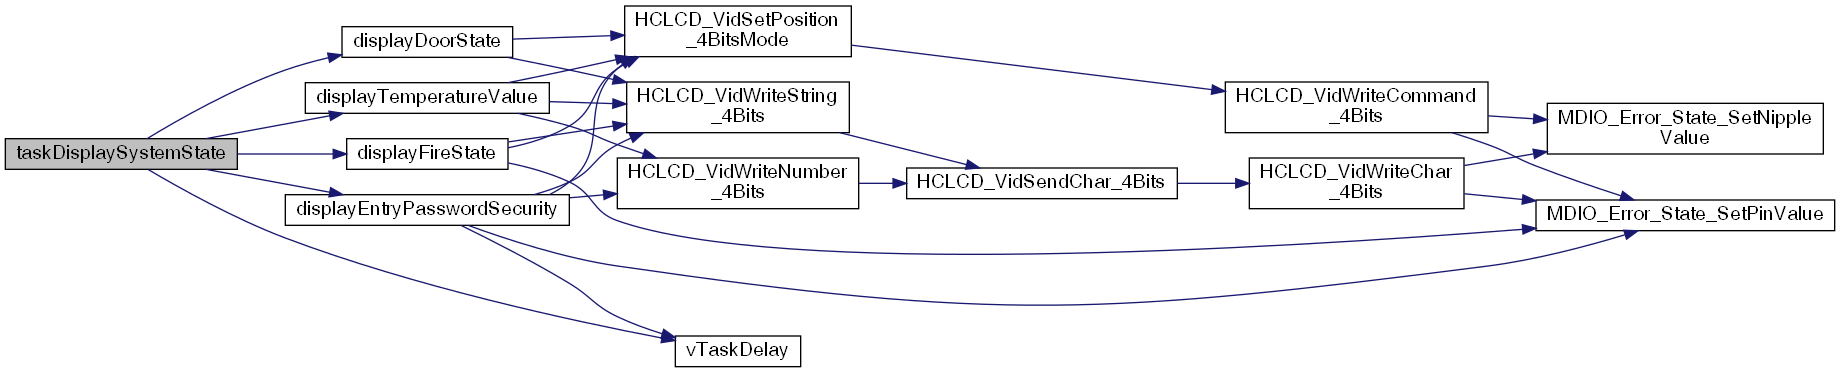 taskDisplaySystemState
displayDoorState
displayTemperatureValue
displayFireState
displayEntryPasswordSecurity
HCLCD_VidSetPosition
_4BitsMode
HCLCD_VidWriteString
_4Bits
HCLCD_VidWriteNumber
_4Bits
vTaskDelay
HCLCD_VidSendChar_4Bits
HCLCD_VidWriteCommand
_4Bits
HCLCD_VidWriteChar
_4Bits
MDIO_Error_State_SetNipple
Value
MDIO_Error_State_SetPinValue